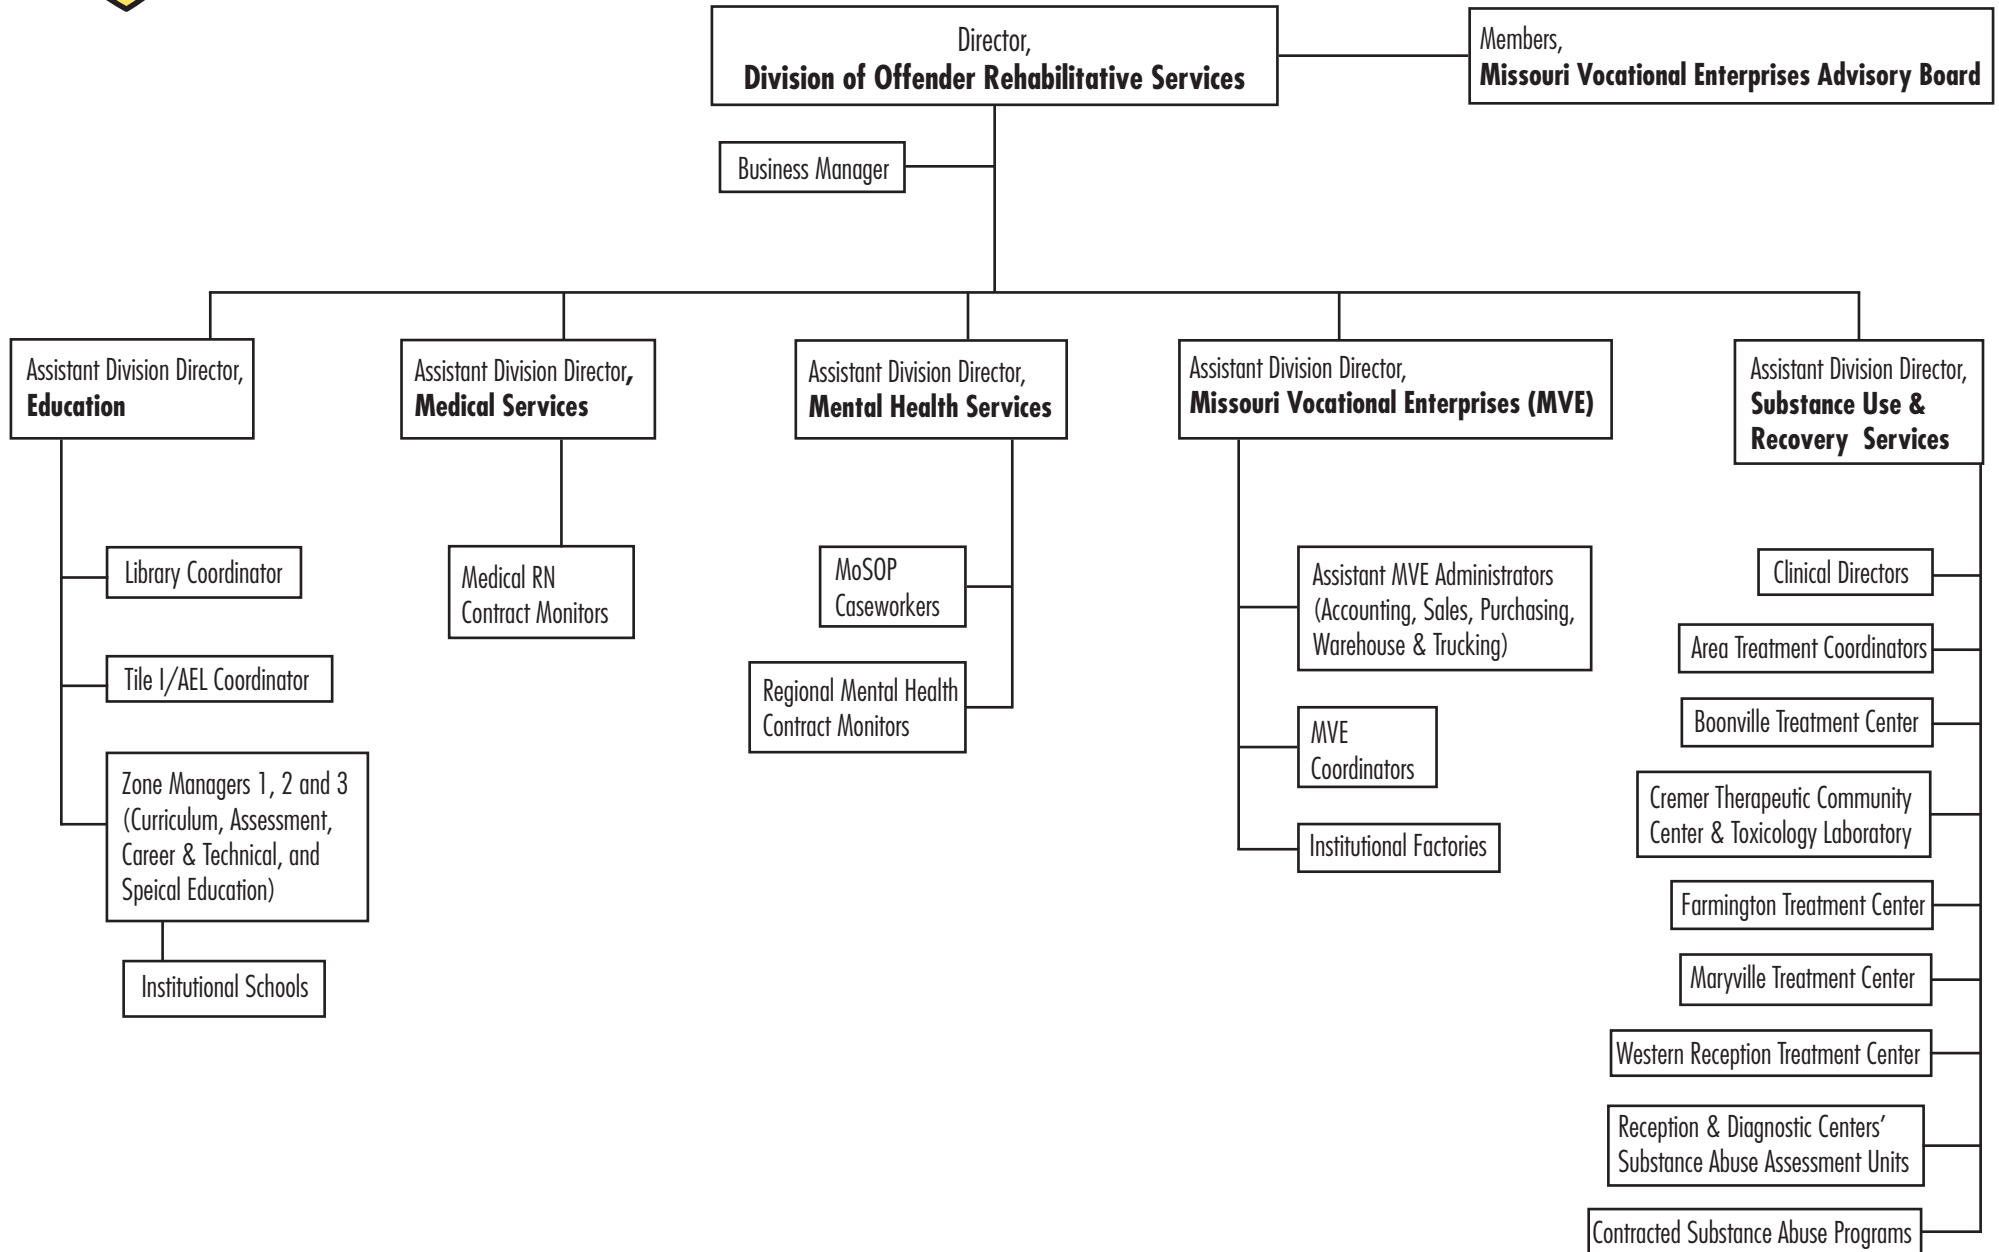 Director,
Division of Offender Rehabilitative Services
Members,
Missouri Vocational Enterprises Advisory Board
Business Manager
Assistant Division Director,
Education
Library Coordinator
Tile I/AEL Coordinator
Zone Managers 1, 2 and 3
(Curriculum, Assessment,
Career & Technical, and
Speical Education)
Institutional Schools
Assistant Division Director,
Medical Services
Medical RN
Contract Monitors
Assistant Division Director,
Mental Health Services
MoSOP
Caseworkers
Regional Mental Health
Contract Monitors
Assistant Division Director,
Missouri Vocational Enterprises (MVE)
Assistant MVE Administrators
(Accounting, Sales, Purchasing,
Warehouse & Trucking)
MVE
Coordinators
Institutional Factories
Assistant Division Director,
Substance Use &
Recovery Services
Clinical Directors
Area Treatment Coordinators
Boonville Treatment Center
Cremer Therapeutic Community
Center & Toxicology Laboratory
Farmington Treatment Center
Maryville Treatment Center
Western Reception Treatment Center
Reception & Diagnostic Centers’
Substance Abuse Assessment Units
Contracted Substance Abuse Programs